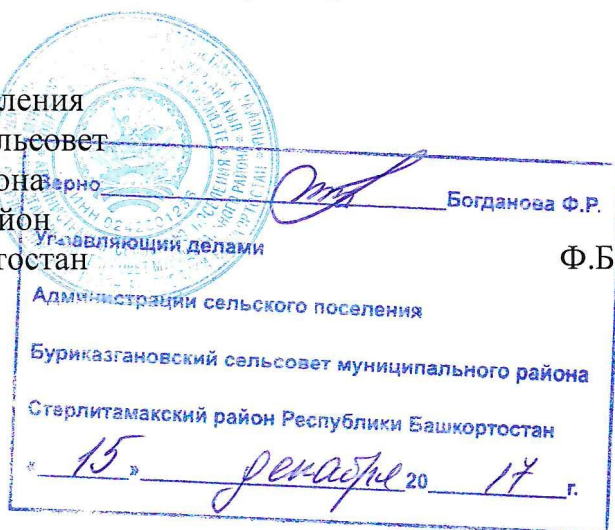 ления
льсовет
она
Верно Богданова Ф.Р.
йон
Управляющий делами
тостан Ф.Б
Администрации сельского поселения
Буриказгановский сельсовет муниципального района
Стерлитамакский район Республики Башкортостан
« 15 » декабря 20 17 г.